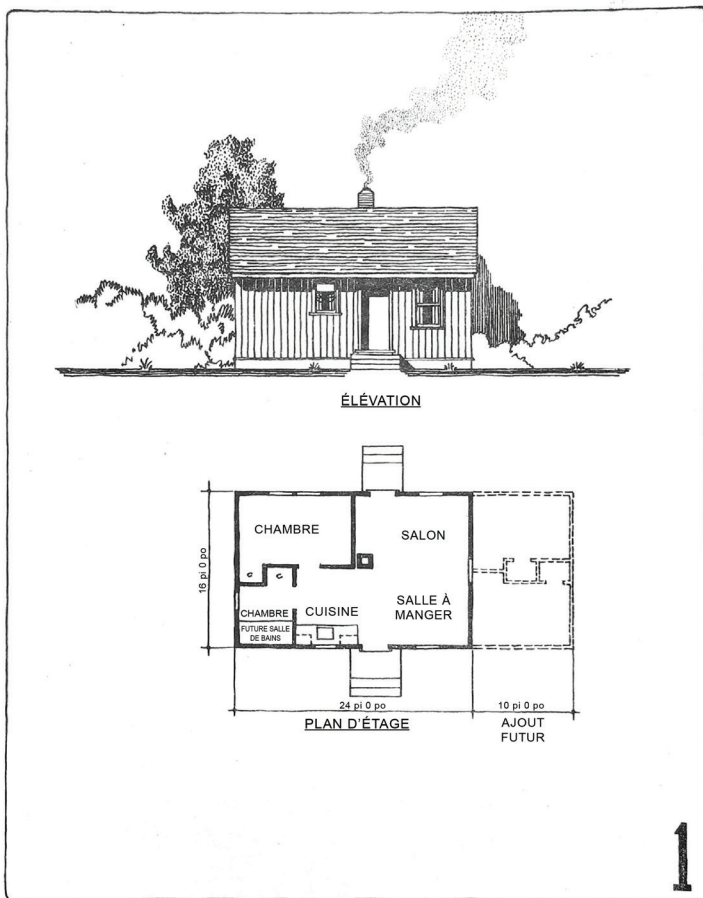 ÉLÉVATION
CHAMBRE
SALON
16 pi 0 po
CHAMBRE
CUISINE
SALLE À
MANGER
FUTURE SALLE
DE BAINS
24 pi 0 po
10 pi 0 po
PLAN D'ÉTAGE
AJOUT
FUTUR
1